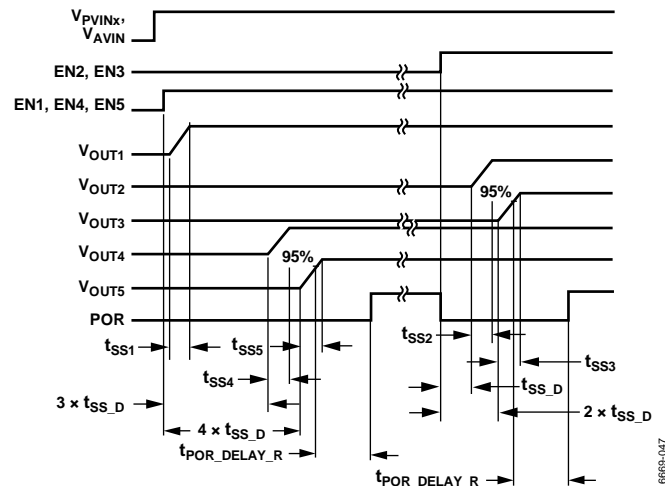 VPVINx,
VAVIN
EN2, EN3
EN1, EN4, EN5
VOUT1
VOUT2
95%
VOUT3
VOUT4
95%
VOUT5
POR
tSS1
tSS5
tSS2
tSS3
tSS4
tSS_D
3 × tSS_D
4 × tSS_D
2 × tSS_D
tPOR_DELAY_R
tPOR_DELAY_R
6669-047